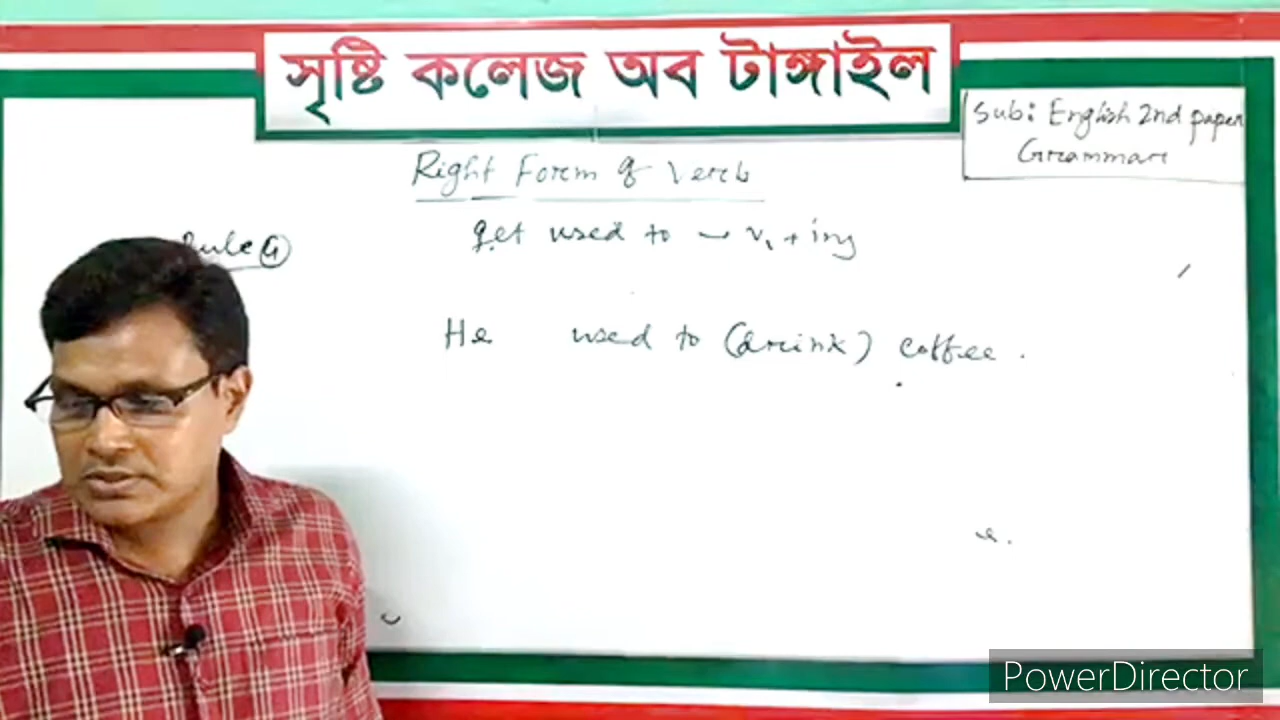 সৃষ্টি কলেজ অব টাঙ্গাইল
Sub: English 2nd paper
Grammar
Right Form of Verb
Rule 4
get used to → v₁ + ing
He used to (drink) coffee.
PowerDirector